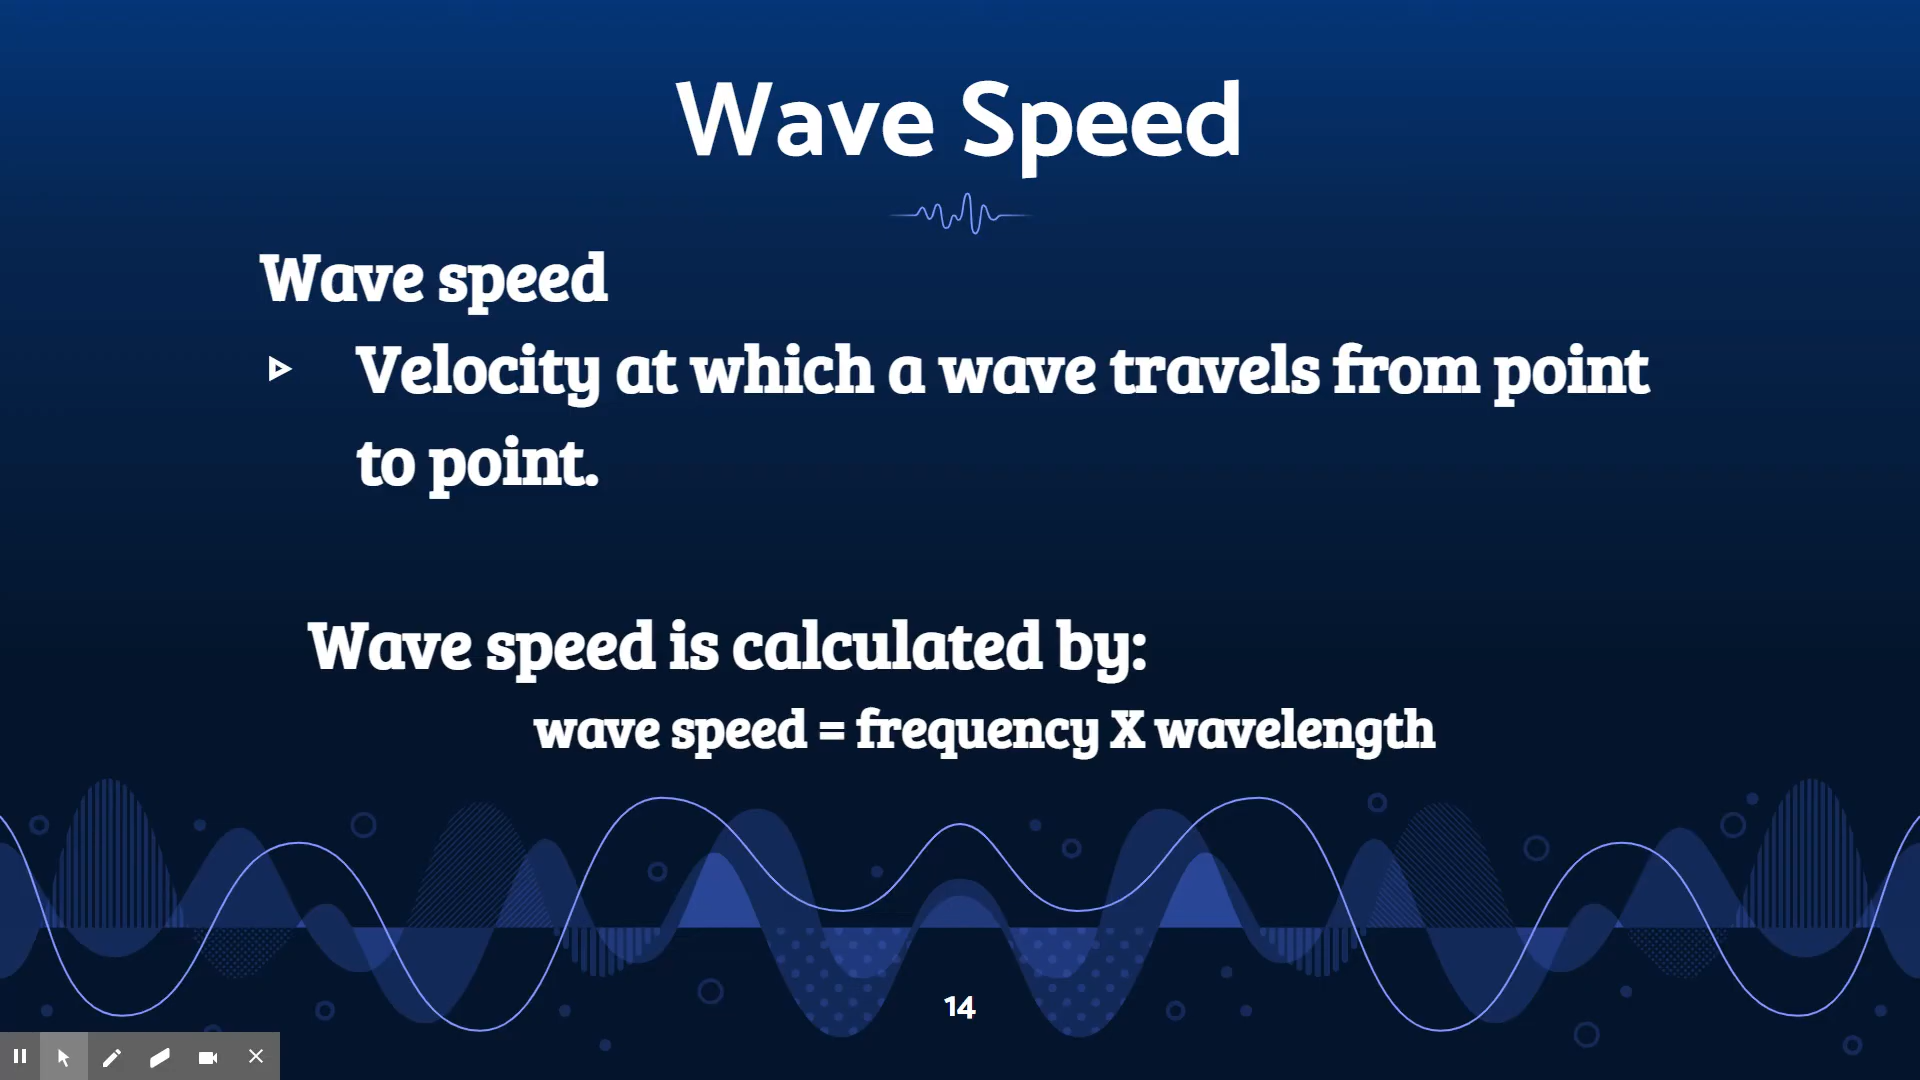 Wave Speed
Wave speed
Velocity at which a wave travels from point
to point.
Wave speed is calculated by:
wave speed = frequency X wavelength
14